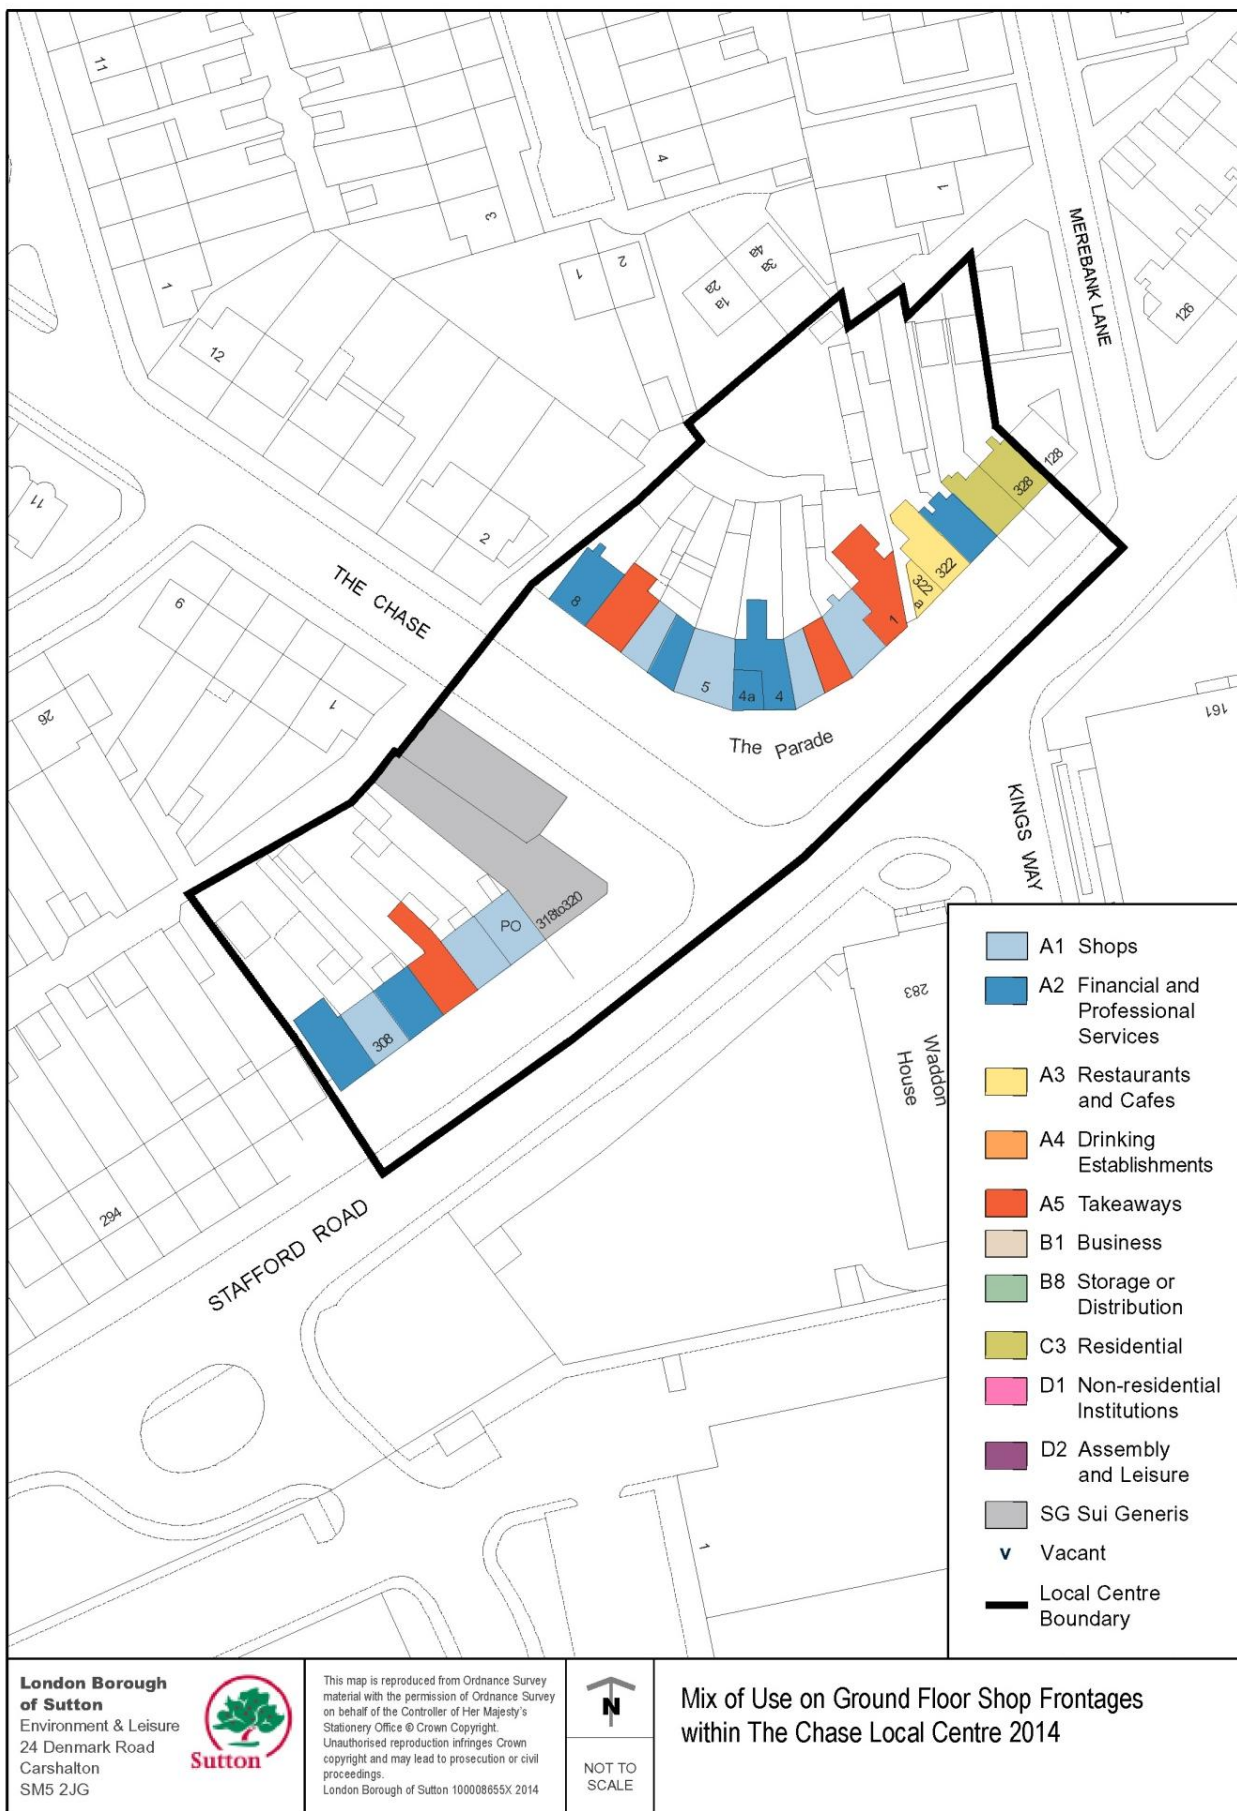 11
4
1
3
2
1
4a
3a
2a
1a
1
12
MEREBANK LANE
126
11
2
THE CHASE
128
328
322
322
a
9
8
1
5
4a
4
The Parade
161
26
1
KINGS WAY
PO
318to320
308
283
Waddon
House
294
STAFFORD ROAD
1
A1 Shops
A2 Financial and
Professional
Services
A3 Restaurants
and Cafes
A4 Drinking
Establishments
A5 Takeaways
B1 Business
B8 Storage or
Distribution
C3 Residential
D1 Non-residential
Institutions
D2 Assembly
and Leisure
SG Sui Generis
v Vacant
Local Centre
Boundary
London Borough
of Sutton
Environment & Leisure
24 Denmark Road
Carshalton
SM5 2JG
Sutton
This map is reproduced from Ordnance Survey
material with the permission of Ordnance Survey
on behalf of the Controller of Her Majesty's
Stationery Office © Crown Copyright.
Unauthorised reproduction infringes Crown
copyright and may lead to prosecution or civil
proceedings.
London Borough of Sutton 100008655X 2014
N
NOT TO
SCALE
Mix of Use on Ground Floor Shop Frontages
within The Chase Local Centre 2014